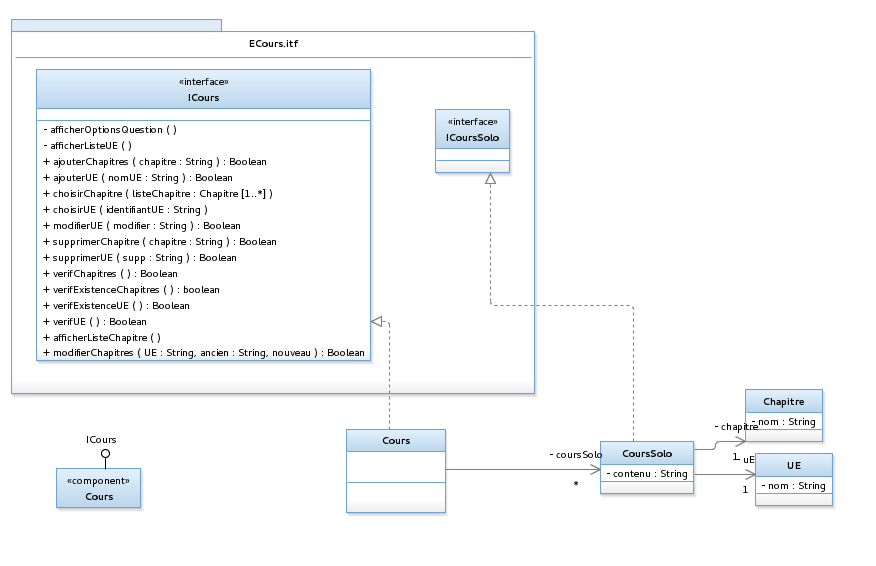 ECours.itf
«interface»
ICours
- afficherOptionsQuestion ( )
- afficherListeUE ( )
+ ajouterChapitres ( chapitre : String ) : Boolean
+ ajouterUE ( nomUE : String ) : Boolean
+ choisirChapitre ( listeChapitre : Chapitre [1..*] )
+ choisirUE ( identifiantUE : String )
+ modifierUE ( modifier : String ) : Boolean
+ supprimerChapitre ( chapitre : String ) : Boolean
+ supprimerUE ( supp : String ) : Boolean
+ verifChapitres ( ) : Boolean
+ verifExistenceChapitres ( ) : boolean
+ verifExistenceUE ( ) : Boolean
+ verifUE ( ) : Boolean
+ afficherListeChapitre ( )
+ modifierChapitres ( UE : String, ancien : String, nouveau ) : Boolean
«interface»
ICoursSolo
ICours
«component»
Cours
Cours
- coursSolo
*
CoursSolo
- contenu : String
- chapitre
1
Chapitre
- nom : String
- uE
1
UE
- nom : String